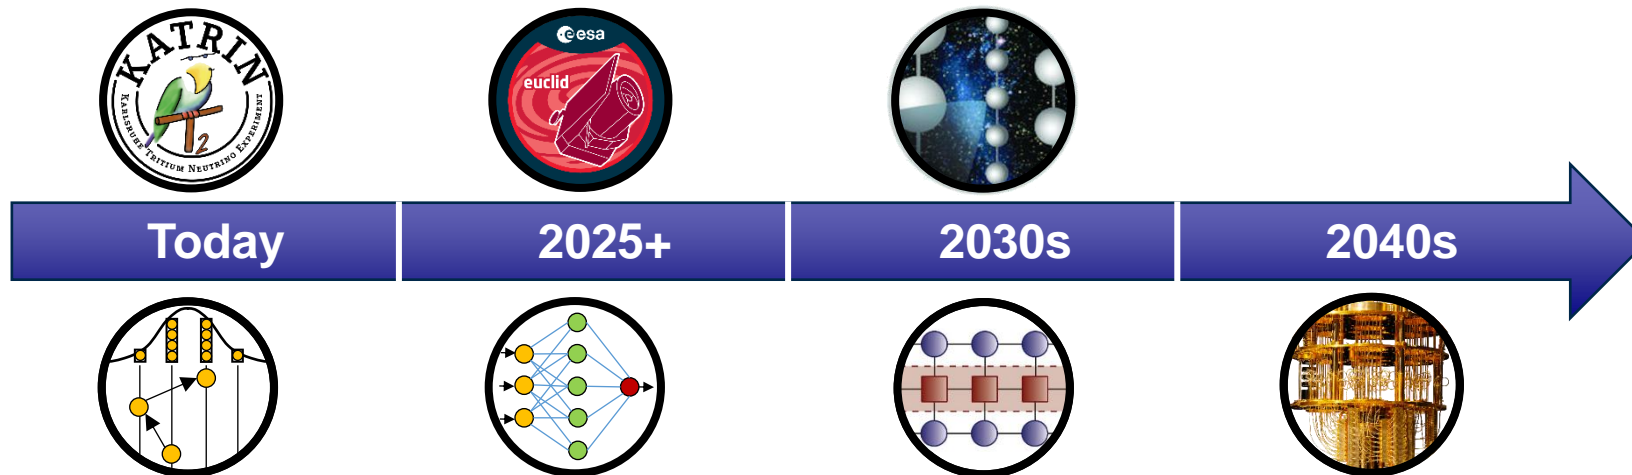 KATRIN
KARLSRUHE TRITIUM NEUTRINO EXPERIMENT
2
esa
euclid
Today
2025+
2030s
2040s